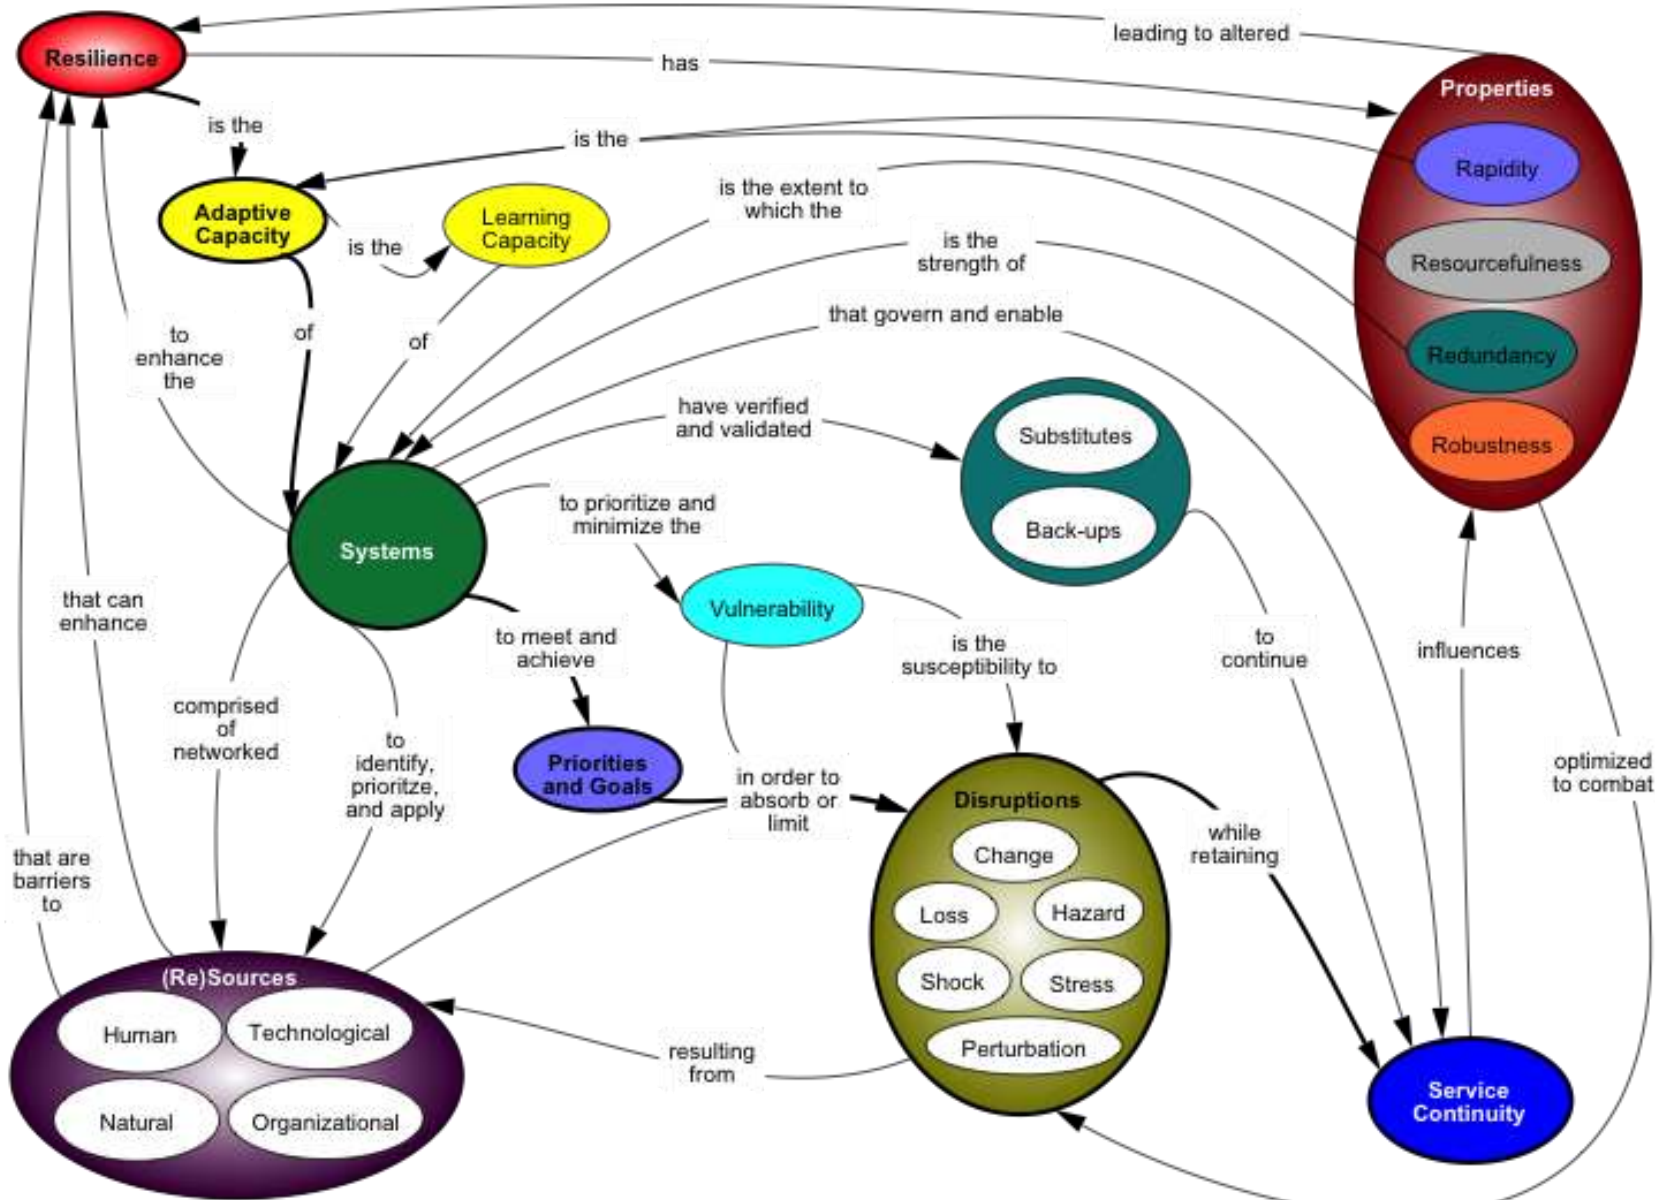 leading to altered
Resilience
has
Properties
is the
is the
Rapidity
is the extent to
which the
Adaptive
Capacity
Learning
Capacity
is the
is the
strength of
Resourcefulness
that govern and enable
of
of
to
enhance
the
Redundancy
have verified
and validated
Substitutes
Robustness
to prioritize and
minimize the
Back-ups
Systems
that can
enhance
Vulnerability
to meet and
achieve
is the
susceptibility to
to
continue
influences
comprised
of
networked
to
identify,
prioritze,
and apply
Priorities
and Goals
in order to
absorb or
limit
Disruptions
optimized
to combat
while
retaining
Change
that are
barriers
to
Loss
Hazard
Shock
Stress
(Re)Sources
Human
Technological
Perturbation
resulting
from
Natural
Organizational
Service
Continuity